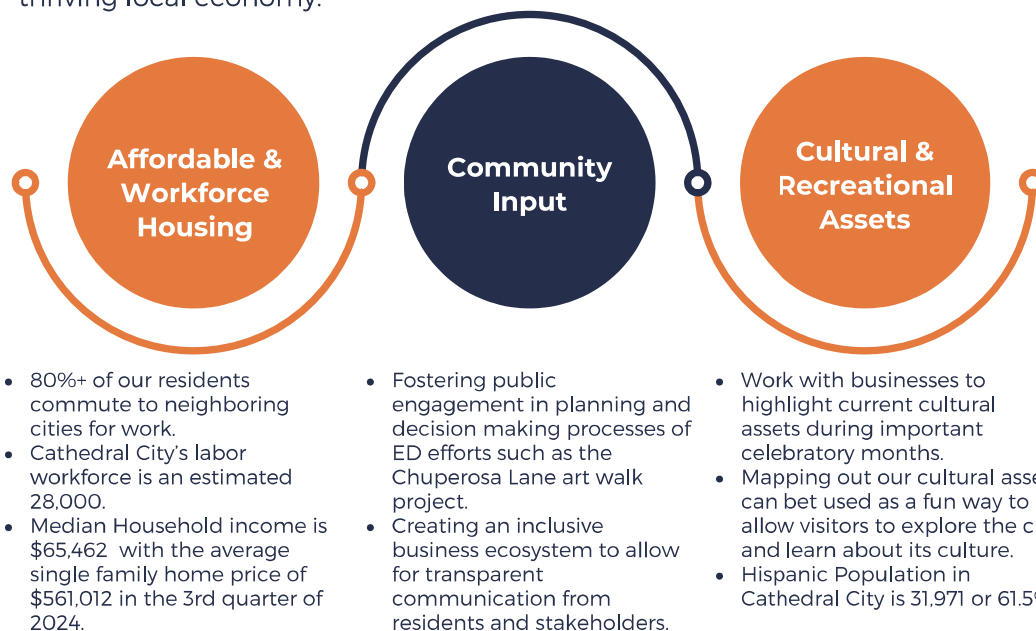 thriving local economy.
Affordable &
Workforce
Housing
Community
Input
Cultural &
Recreational
Assets
• 80%+ of our residents
commute to neighboring
cities for work.
• Cathedral City's labor
workforce is an estimated
28,000.
• Median Household income is
$65,462 with the average
single family home price of
$561,012 in the 3rd quarter of
2024.
• Fostering public
engagement in planning and
decision making processes of
ED efforts such as the
Chuperosa Lane art walk
project.
• Creating an inclusive
business ecosystem to allow
for transparent
communication from
residents and stakeholders.
• Work with businesses to
highlight current cultural
assets during important
celebratory months.
• Mapping out our cultural
can bet used as a fun way to
allow visitors to explore the
and learn about its culture.
• Hispanic Population in
Cathedral City is 31,971 or 61.5